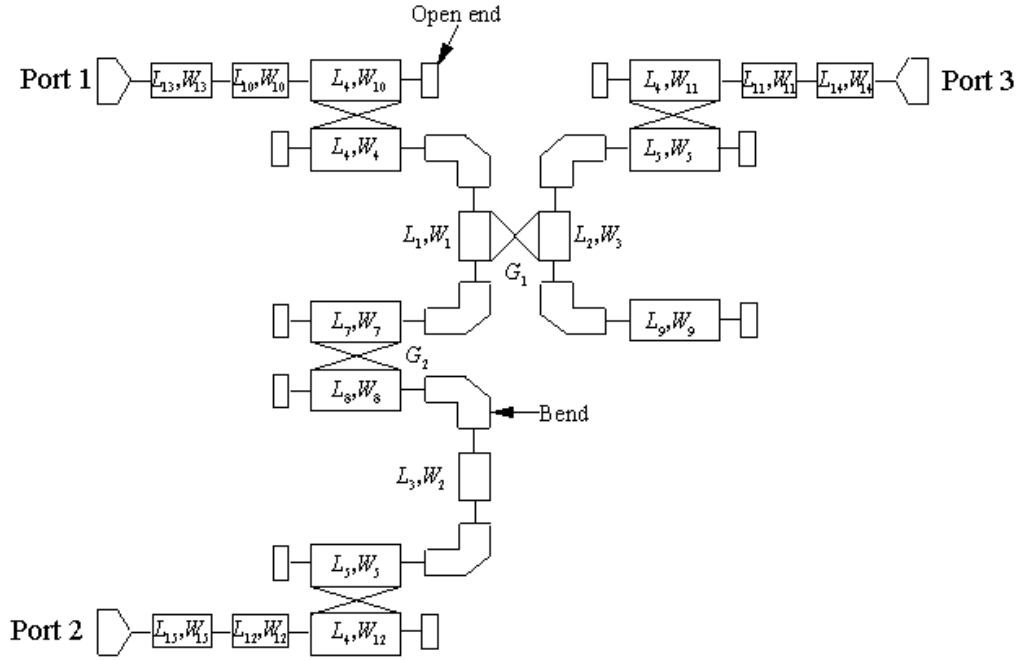 Open end
Port 1
L13,W13
L10,W10
L4,W10
L4,W11
L11,W11
L14,W14
Port 3
L4,W4
L5,W5
L1,W1
L2,W3
G1
L7,W7
L9,W9
G2
L8,W8
Bend
L3,W2
L5,W5
Port 2
L15,W15
L12,W12
L4,W12